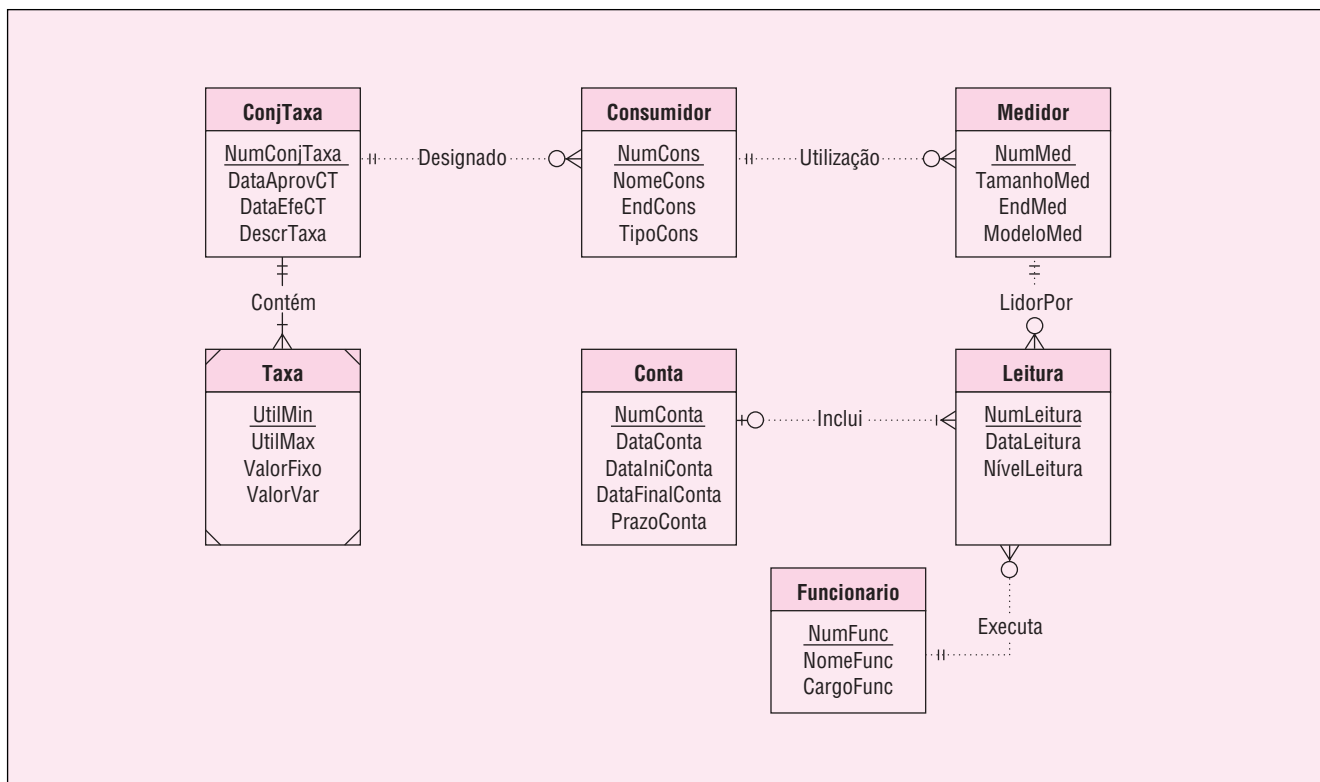 ConjTaxa
NumConjTaxa
DataAprovCT
DataEfeCT
DescrTaxa
Designado
Consumidor
NumCons
NomeCons
EndCons
TipoCons
Utilização
Medidor
NumMed
TamanhoMed
EndMed
ModeloMed
Contém
LidorPor
Taxa
UtilMin
UtilMax
ValorFixo
ValorVar
Conta
NumConta
DataConta
DataIniConta
DataFinalConta
PrazoConta
Inclui
Leitura
NumLeitura
DataLeitura
NívelLeitura
Funcionario
NumFunc
NomeFunc
CargoFunc
Executa